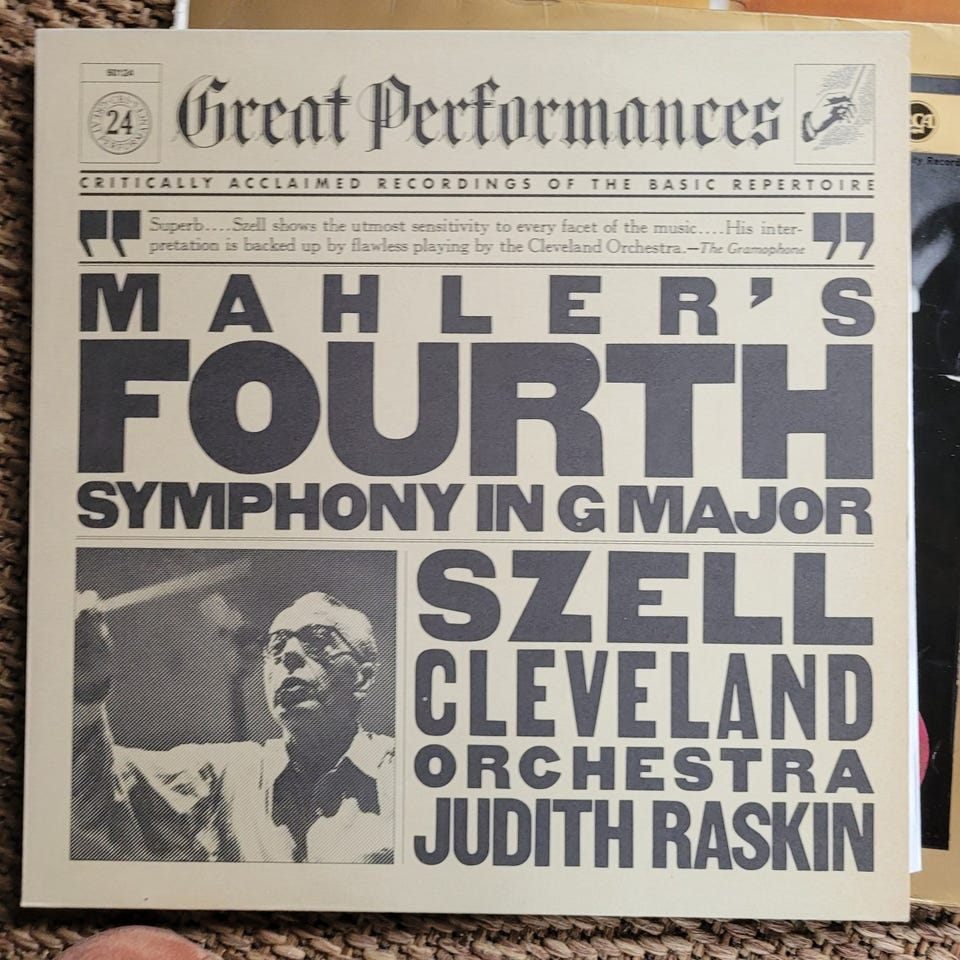 60124
24
Great Performances
CRITICALLY ACCLAIMED RECORDINGS OF THE BASIC REPERTOIRE
" Superb....Szell shows the utmost sensitivity to every facet of the music....His inter-
pretation is backed up by flawless playing by the Cleveland Orchestra.—The Gramophone "
MAHLER'S
FOURTH
SYMPHONY IN G MAJOR
SZELL
CLEVELAND
ORCHESTRA
JUDITH RASKIN